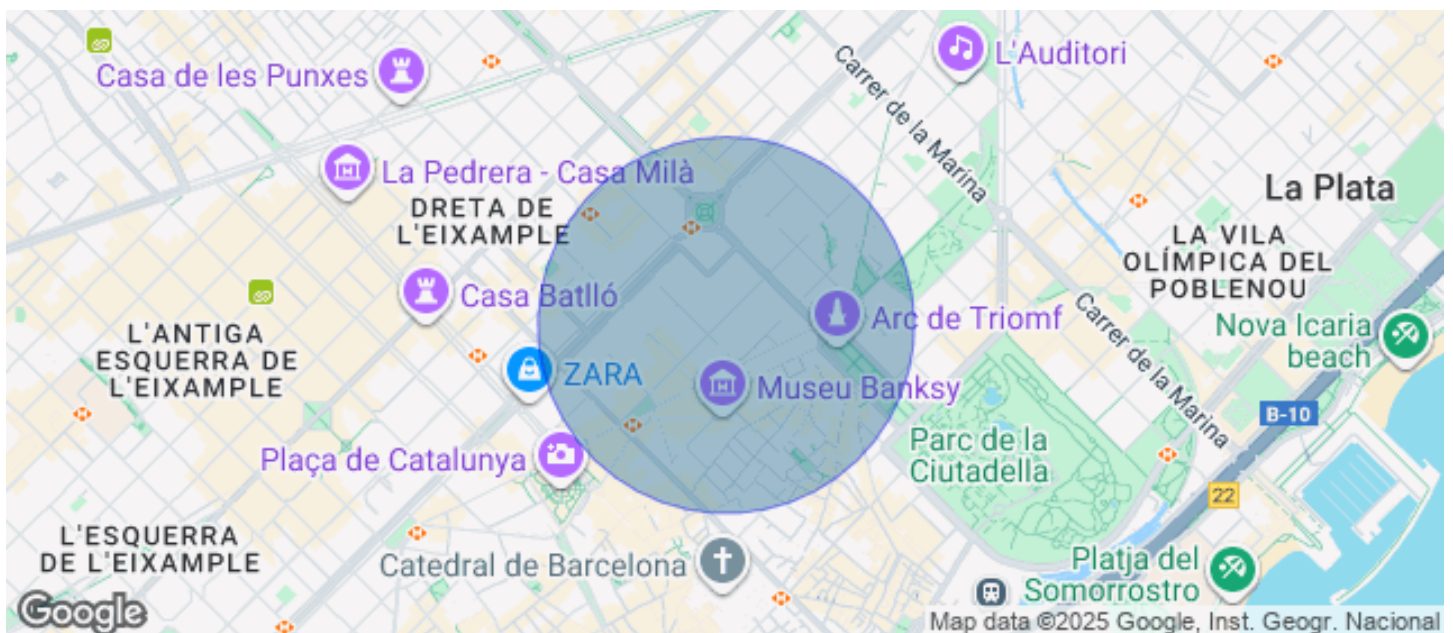 L'Auditori
Casa de les Punxes
Carrer de la Marina
La Pedrera - Casa Milà
La Plata
DRETA DE
L'EIXAMPLE
LA VILA
OLÍMPICA DEL
POBLENOU
Casa Batlló
Arc de Triomf
L'ANTIGA
ESQUERRA DE
L'EIXAMPLE
Nova Icaria
beach
Carrer de la Marina
ZARA
Museu Banksy
B-10
Parc de la
Ciutadella
Plaça de Catalunya
22
L'ESQUERRA
DE L'EIXAMPLE
Catedral de Barcelona
Platja del
Somorrostro
Google
Map data ©2025 Google, Inst. Geogr. Nacional